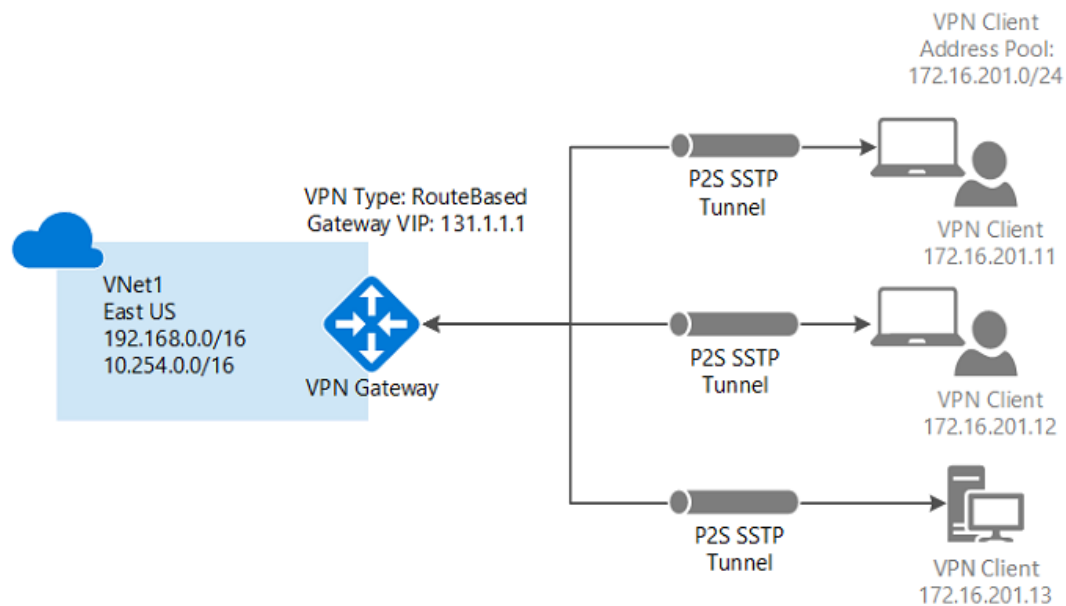 VPN Client
Address Pool:
172.16.201.0/24
P2S SSTP
Tunnel
VPN Type: RouteBased
Gateway VIP: 131.1.1.1
VPN Client
172.16.201.11
VNet1
East US
192.168.0.0/16
10.254.0.0/16
VPN Gateway
P2S SSTP
Tunnel
VPN Client
172.16.201.12
P2S SSTP
Tunnel
VPN Client
172.16.201.13